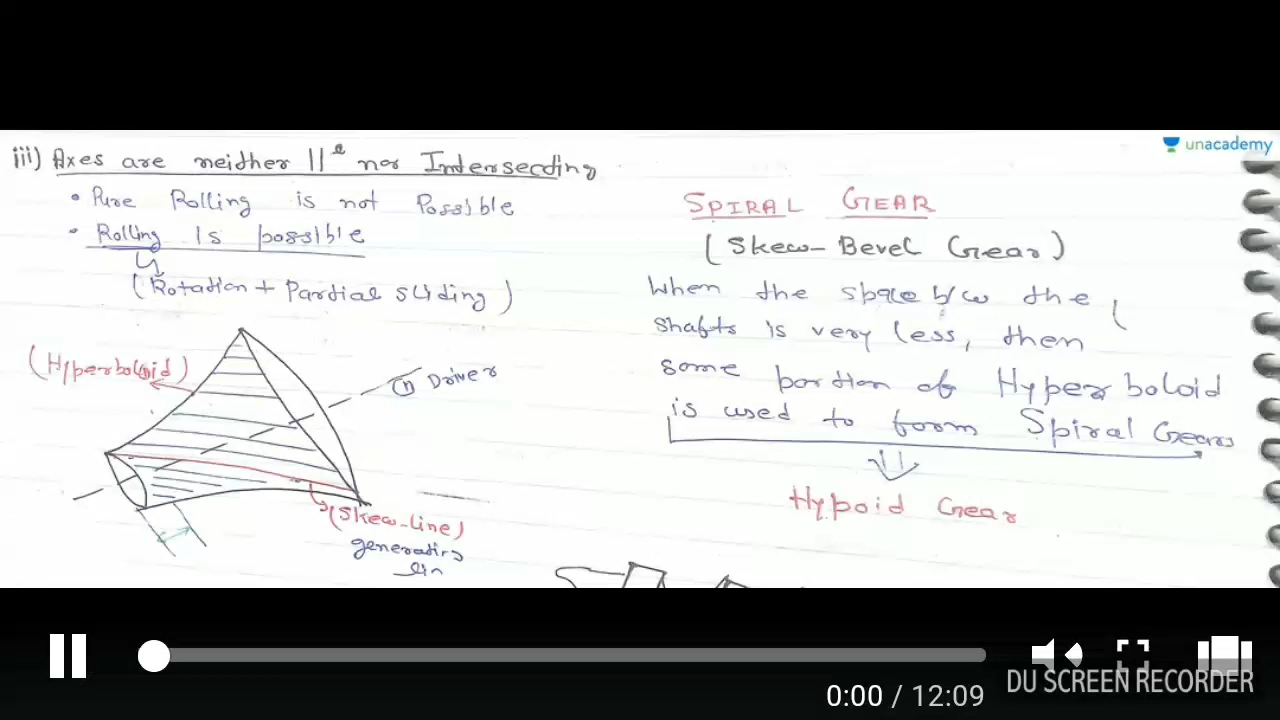 iii) Axes are neither ||e nor Intersecting
• Pure Rolling is not Possible
• Rolling is possible
(Rotation + Partial sliding)
(Hyperboloid)
(1) Driver
(Skew-line)
generating
unacademy
SPIRAL GEAR
(Skew-Bevel Gear)
When the space b/w the (
shafts is very less, then
some portion of Hyperboloid
is used to form Spiral Gears
Hypoid Gear
0:00 / 12:09
DU SCREEN RECORDER